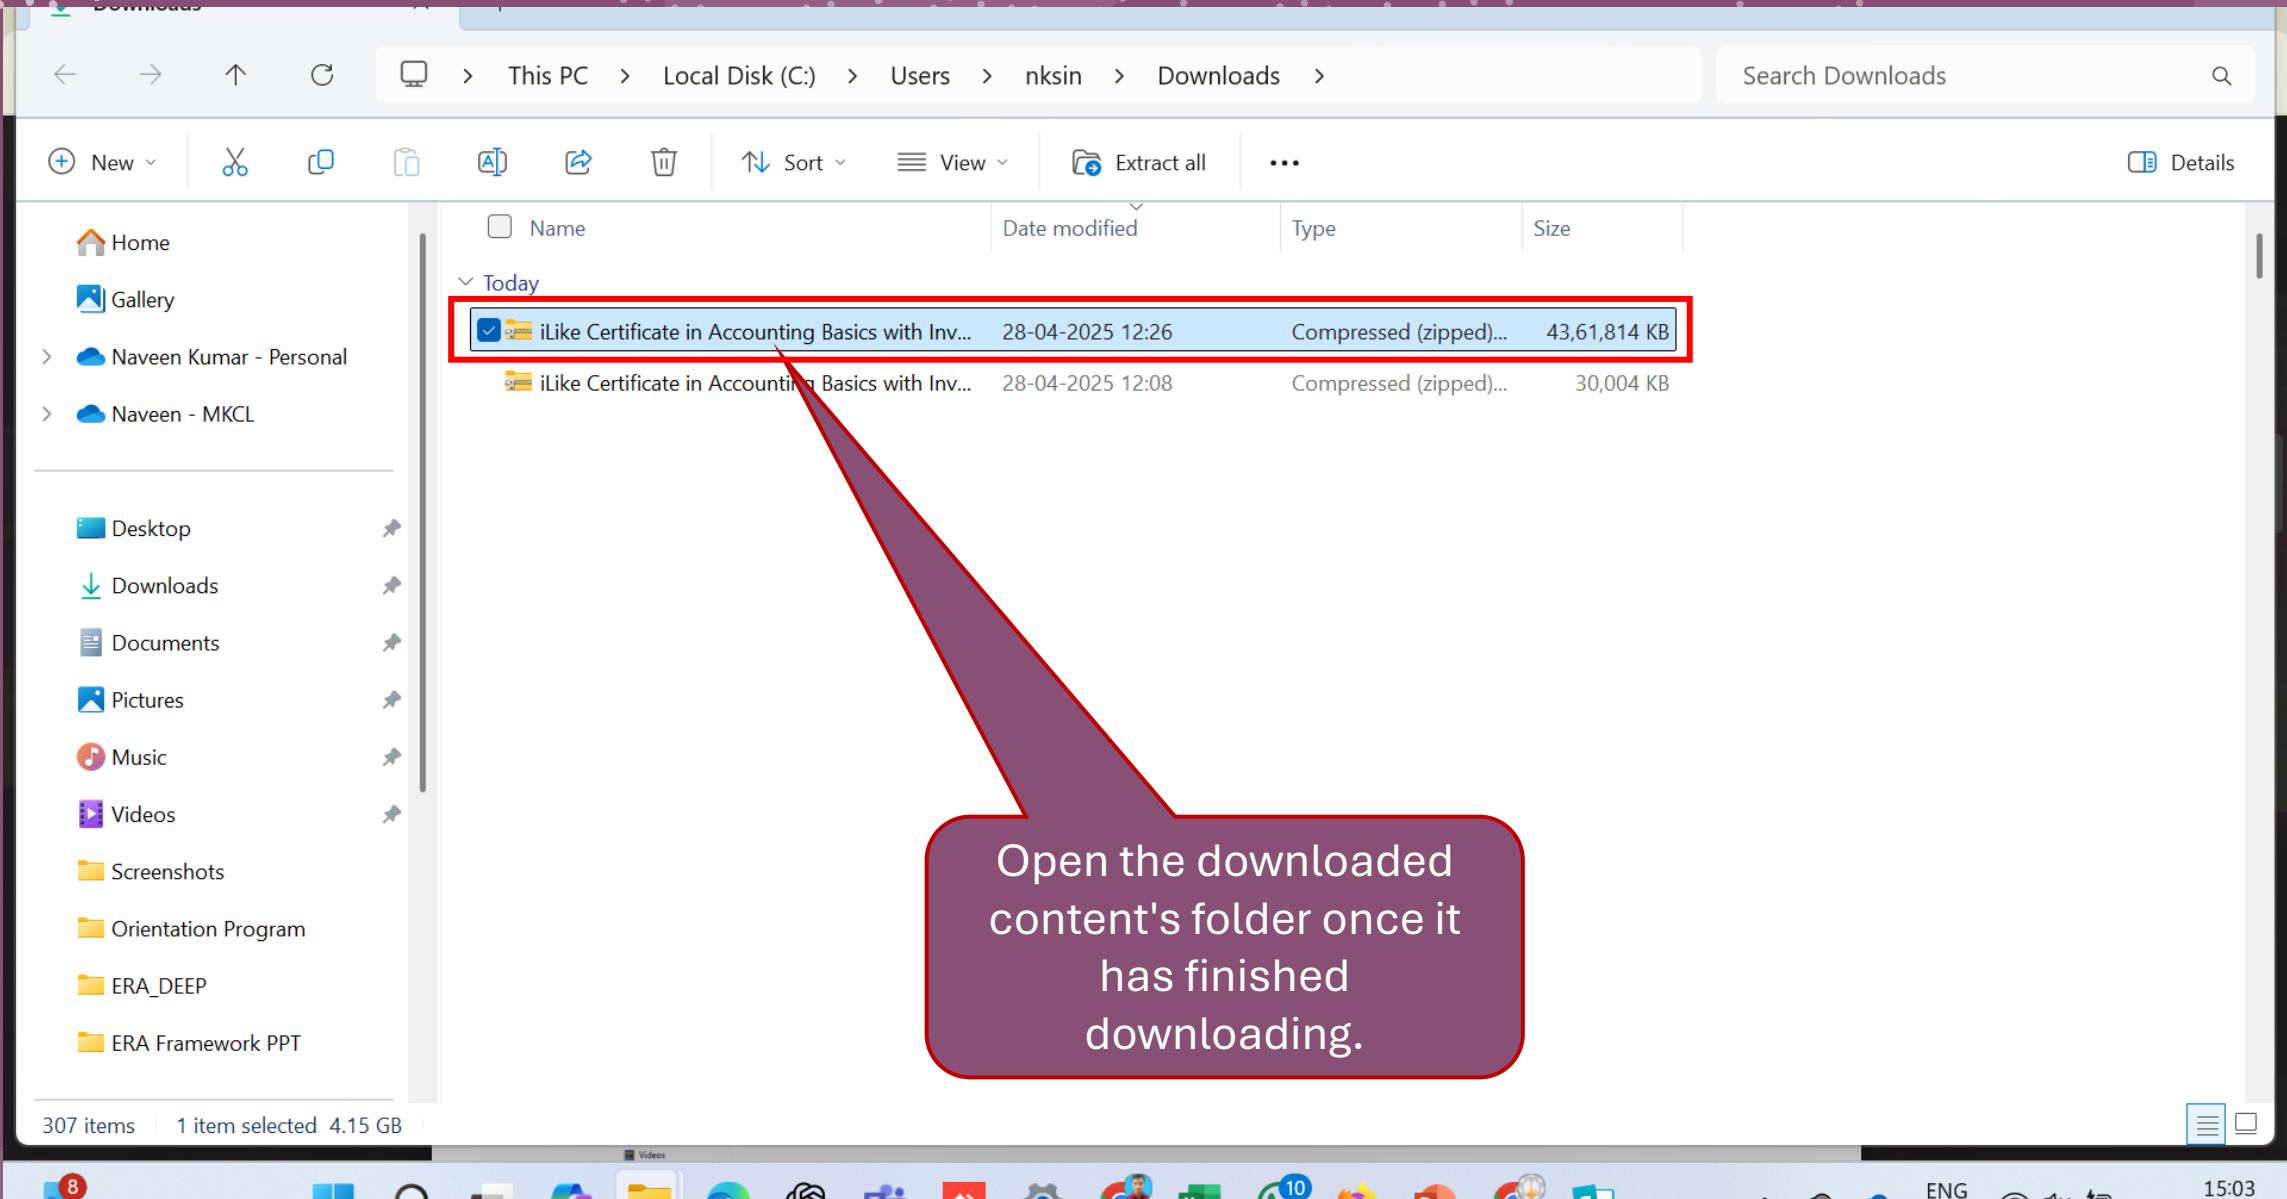 Downloads
This PC > Local Disk (C:) > Users > nksin > Downloads >
Search Downloads
New
Sort
View
Extract all
Details
Name Date modified Type Size
Today
iLike Certificate in Accounting Basics with Inv... 28-04-2025 12:26 Compressed (zipped)... 43,61,814 KB
iLike Certificate in Accounting Basics with Inv... 28-04-2025 12:08 Compressed (zipped)... 30,004 KB
Home
Gallery
Naveen Kumar - Personal
Naveen - MKCL
Desktop
Downloads
Documents
Pictures
Music
Videos
Screenshots
Orientation Program
ERA_DEEP
ERA Framework PPT
Open the downloaded
content's folder once it
has finished
downloading.
307 items 1 item selected 4.15 GB
Videos
8
10
ENG
15:03